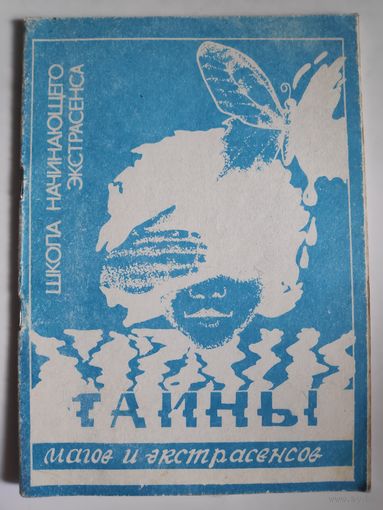 ШКОЛА НАЧИНАЮЩЕГО
ЭКСТРАСЕНСА
ТАЙНЫ
магов и экстрасенсов